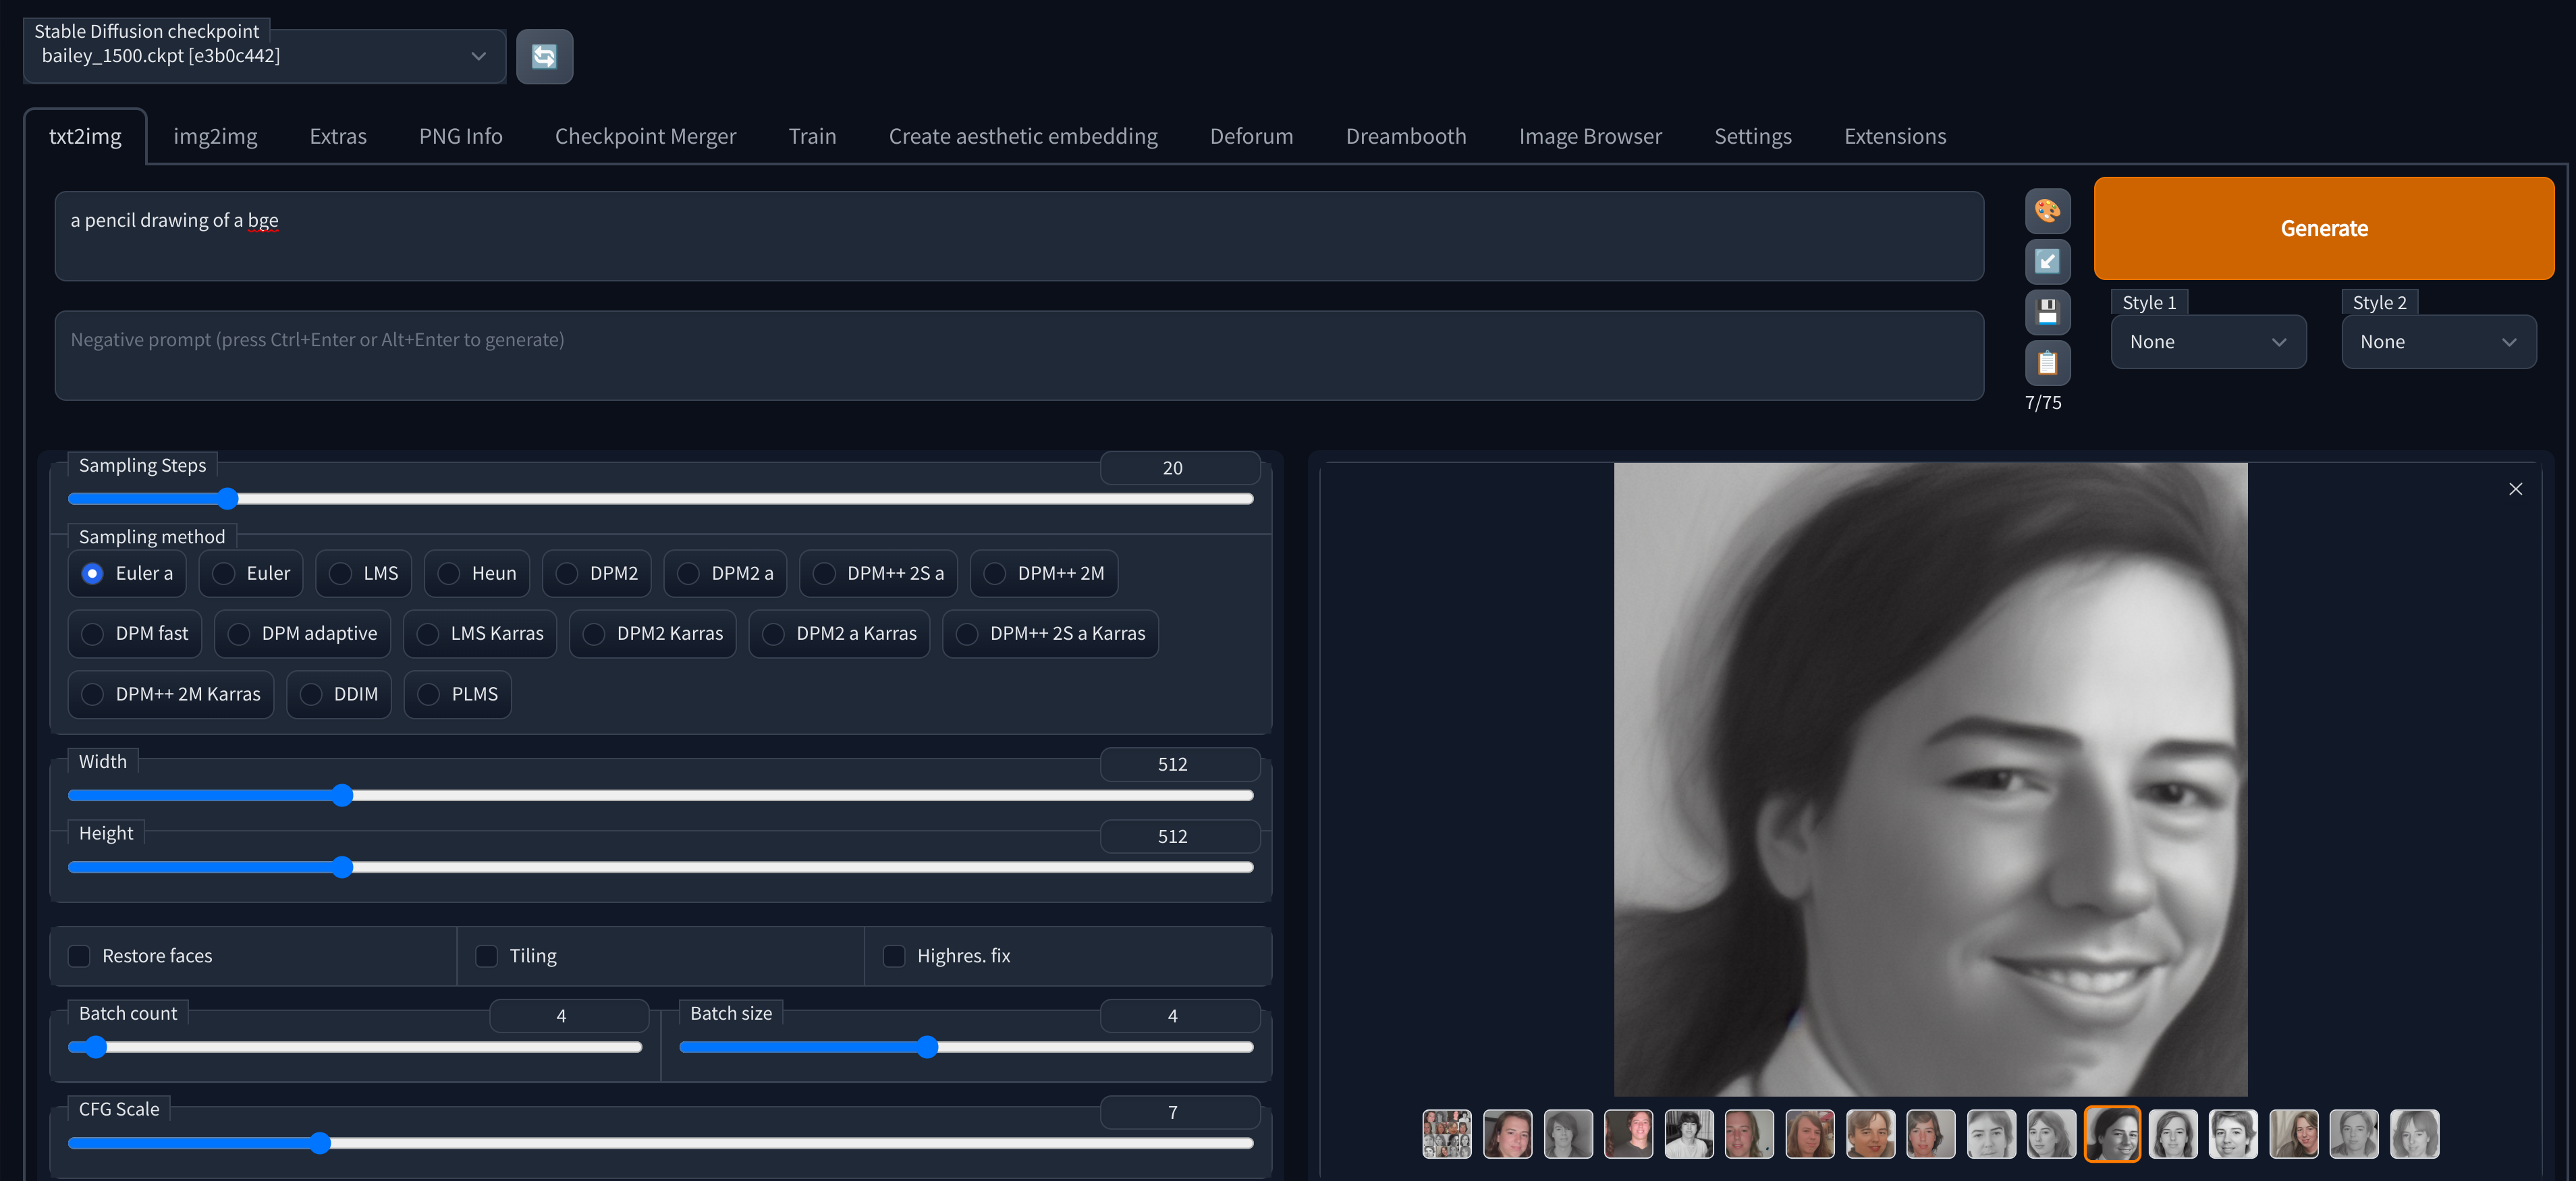 Stable Diffusion checkpoint
bailey_1500.ckpt [e3b0c442]
txt2img img2img Extras PNG Info Checkpoint Merger Train Create aesthetic embedding Deforum Dreambooth Image Browser Settings Extensions
a pencil drawing of a bge
Generate
Negative prompt (press Ctrl+Enter or Alt+Enter to generate)
Style 1 Style 2
None None
7/75
Sampling Steps 20
Sampling method
Euler a Euler LMS Heun DPM2 DPM2 a DPM++ 2S a DPM++ 2M
DPM fast DPM adaptive LMS Karras DPM2 Karras DPM2 a Karras DPM++ 2S a Karras
DPM++ 2M Karras DDIM PLMS
Width 512
Height 512
Restore faces Tiling Highres. fix
Batch count 4 Batch size 4
CFG Scale 7